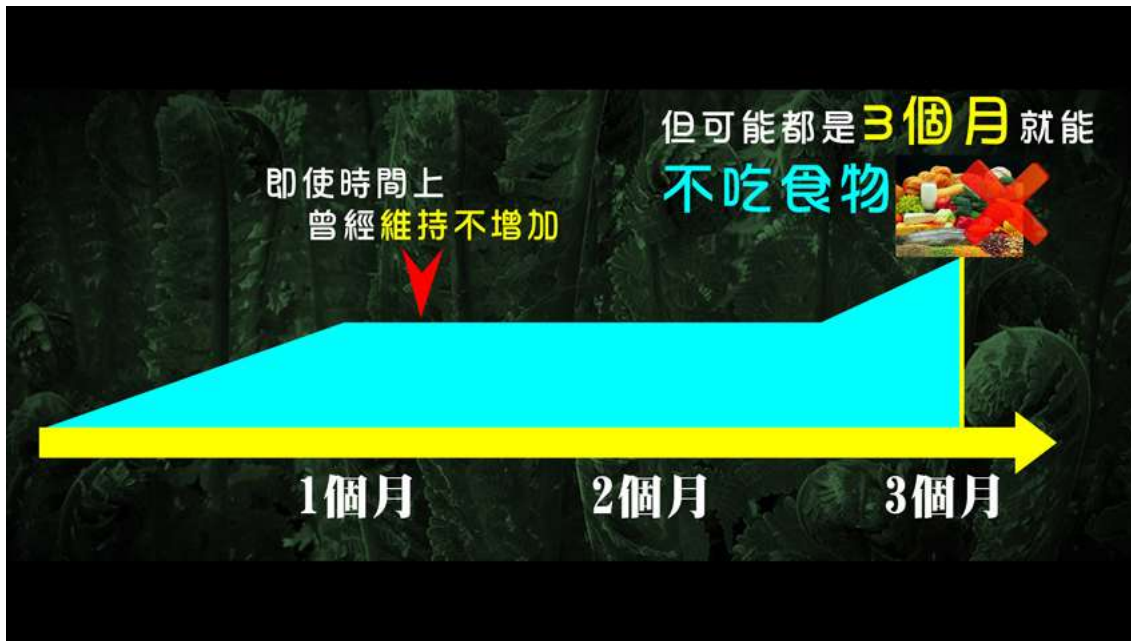 即使時間上
曾經維持不增加
但可能都是3個月就能
不吃食物
1個月
2個月
3個月